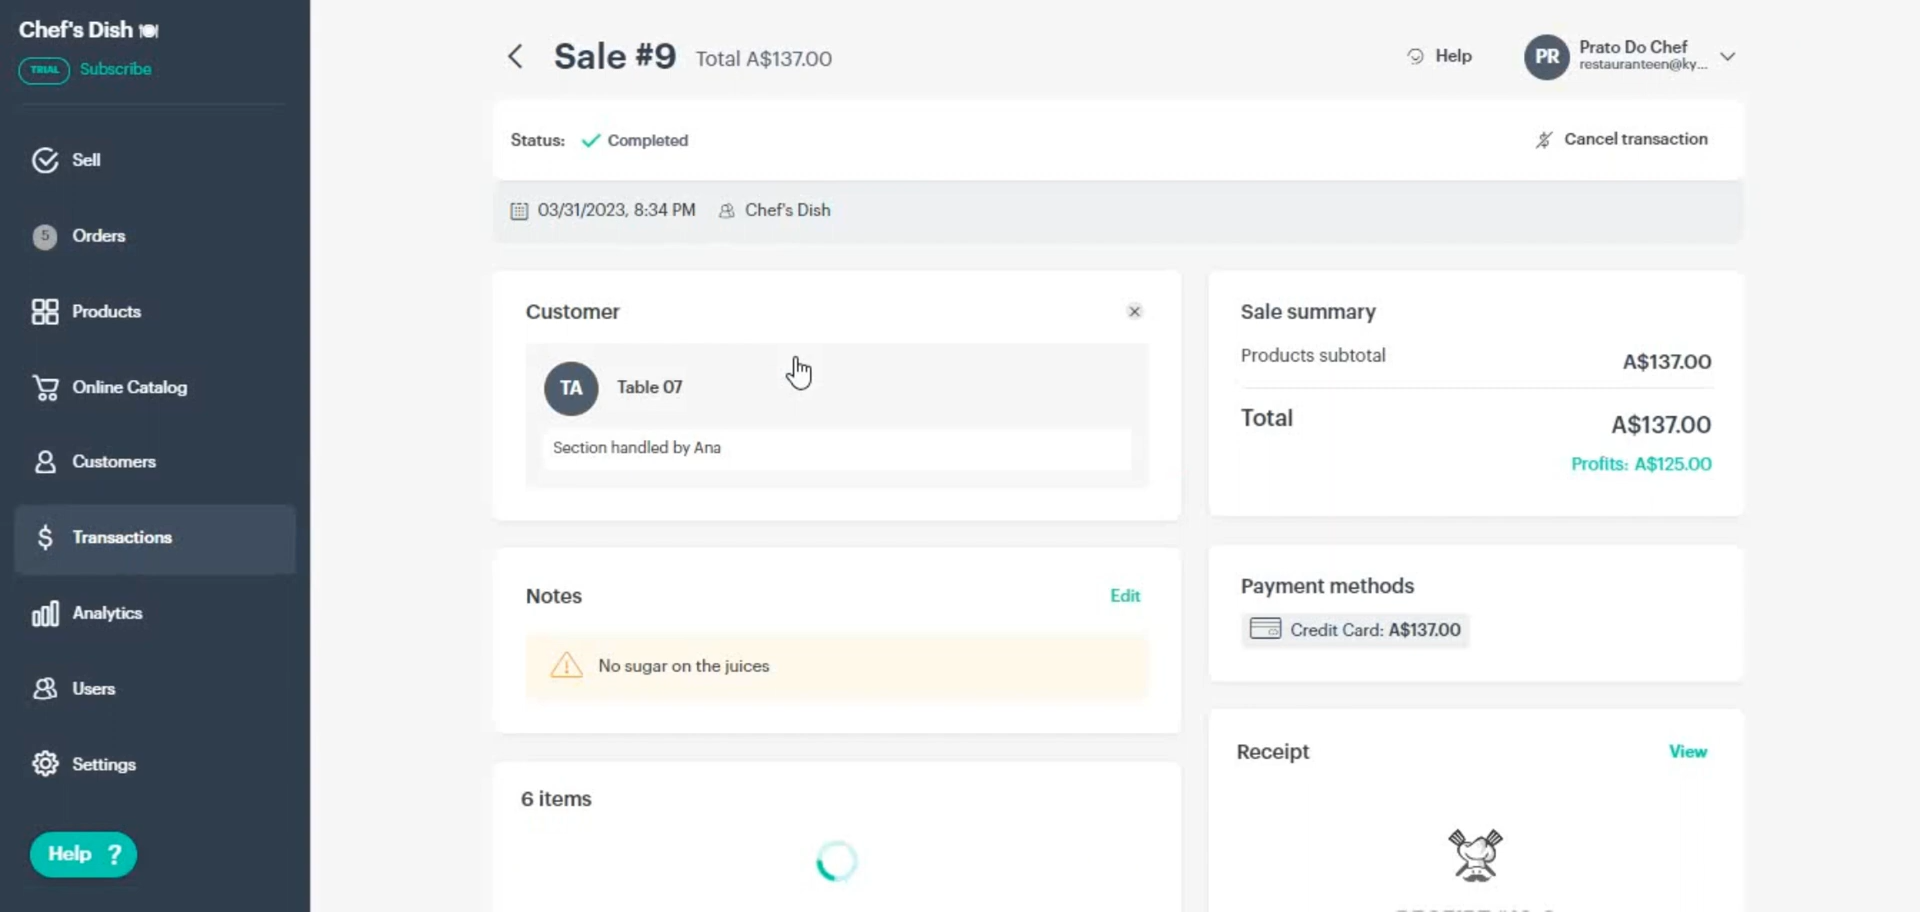 Chef's Dish
TRIAL Subscribe
Sell
5 Orders
Products
Online Catalog
Customers
Transactions
Analytics
Users
Settings
Help ?
Sale #9 Total A$137.00
Help
PR Prato Do Chef
restauranteen@ky...
Status: Completed
Cancel transaction
03/31/2023, 8:34 PM Chef's Dish
Customer
TA Table 07
Section handled by Ana
Notes Edit
No sugar on the juices
6 items
Sale summary
Products subtotal A$137.00
Total A$137.00
Profits: A$125.00
Payment methods
Credit Card: A$137.00
Receipt View